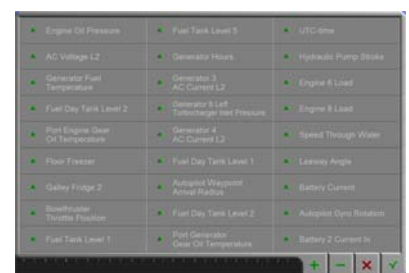 Engine Oil Pressure
AC Voltage L2
Generator Fuel
Temperature
Fuel Day Tank Level 2
Port Engine Gear
Oil Temperature
Floor Freezer
Galley Fridge 2
Bowthruster
Throttle Position
Fuel Tank Level 1
Fuel Tank Level 5
Generator Hours
Generator 3
AC Current L2
Generator 8 Left
Turbocharger Inlet Pressure
Generator 4
AC Current L2
Fuel Day Tank Level 1
Autopilot Waypoint
Arrival Radius
Fuel Day Tank Level 2
Port Generator
Gear Oil Temperature
UTC-time
Hydraulic Pump Stroke
Engine 6 Load
Engine 8 Load
Speed Through Water
Leeway Angle
Battery Current
Autopilot Gyro Rotation
Battery 2 Current In